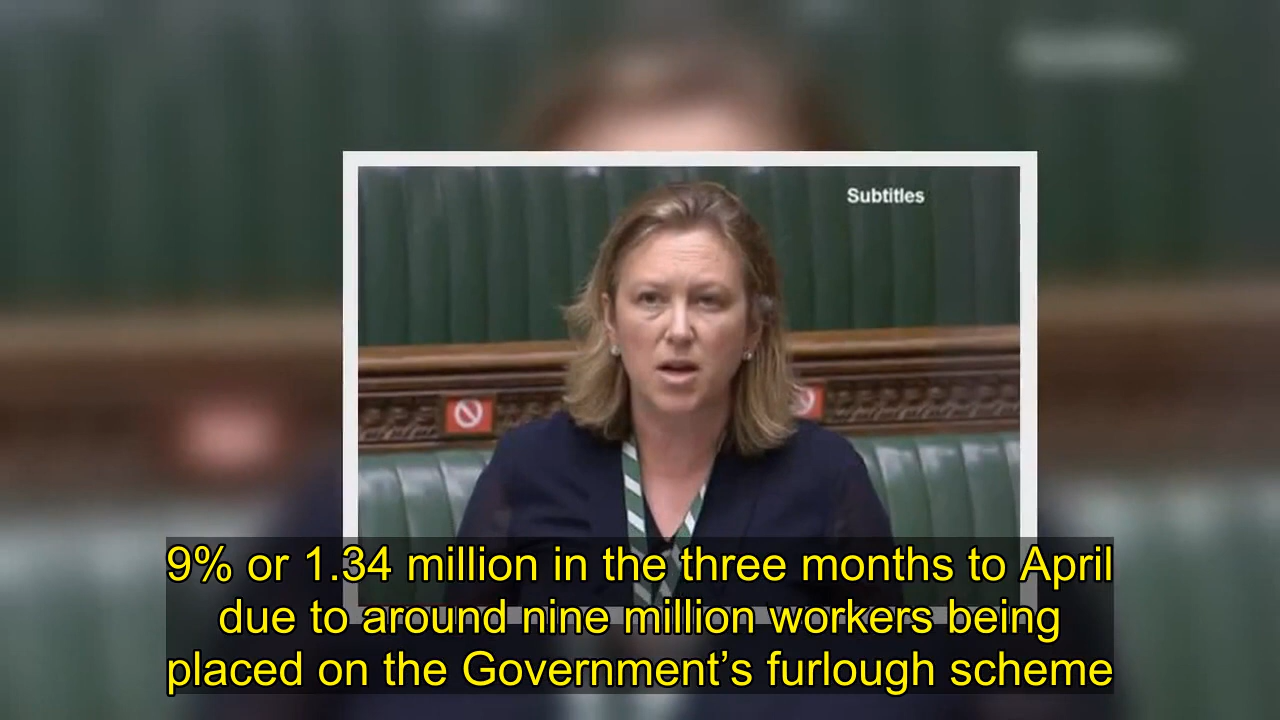 Subtitles
9% or 1.34 million in the three months to April
due to around nine million workers being
placed on the Government’s furlough scheme